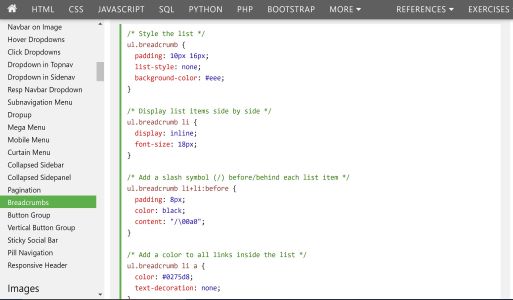 HTML CSS JAVASCRIPT SQL PYTHON PHP BOOTSTRAP MORE REFERENCES EXERCISES
Navbar on Image
Hover Dropdowns
Click Dropdowns
Dropdown in Topnav
Dropdown in Sidenav
Resp Navbar Dropdown
Subnavigation Menu
Dropup
Mega Menu
Mobile Menu
Curtain Menu
Collapsed Sidebar
Collapsed Sidepanel
Pagination
Breadcrumbs
Button Group
Vertical Button Group
Sticky Social Bar
Pill Navigation
Responsive Header
Images
/* Style the list */
ul.breadcrumb {
  padding: 10px 16px;
  list-style: none;
  background-color: #eee;
}
/* Display list items side by side */
ul.breadcrumb li {
  display: inline;
  font-size: 18px;
}
/* Add a slash symbol (/) before/behind each list item */
ul.breadcrumb li+li:before {
  padding: 8px;
  color: black;
  content: "/\00a0";
}
/* Add a color to all links inside the list */
ul.breadcrumb li a {
  color: #0275d8;
  text-decoration: none;
}